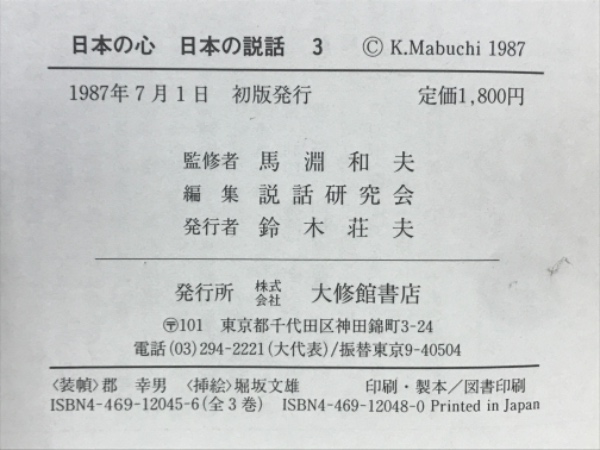 日本の心 日本の説話 3 © K.Mabuchi 1987
1987年7月1日 初版発行 定価1,800円
監修者 馬淵和夫
編集 説話研究会
発行者 鈴木荘夫
発行所 株式会社 大修館書店
〒101 東京都千代田区神田錦町3-24
電話(03)294-2221(大代表)/振替東京9-40504
〈装幀〉郡 幸男 〈挿絵〉堀坂文雄 印刷・製本/図書印刷
ISBN4-469-12045-6(全3巻) ISBN4-469-12048-0 Printed in Japan